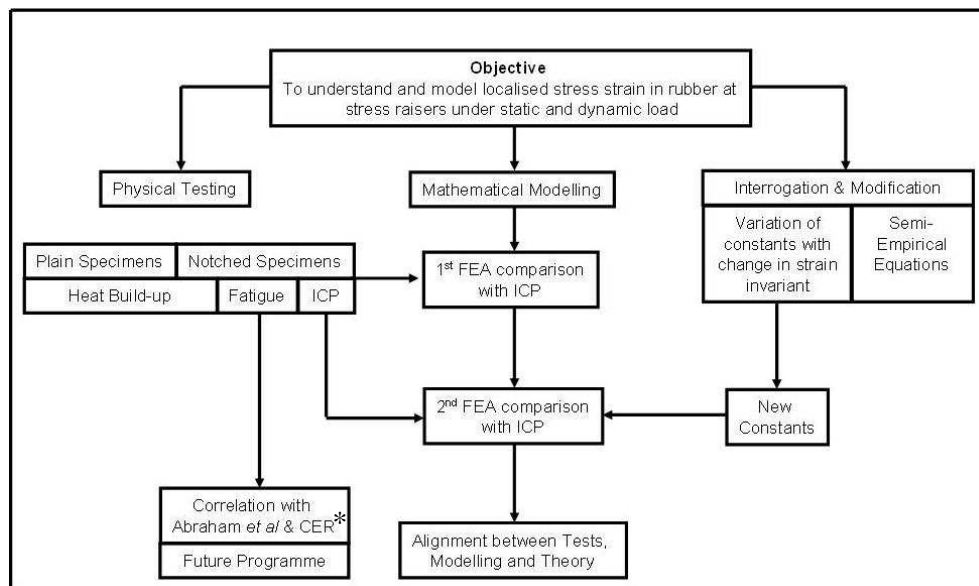 Objective
To understand and model localised stress strain in rubber at
stress raisers under static and dynamic load
Physical Testing
Mathematical Modelling
Interrogation & Modification
Variation of
constants with
change in strain
invariant
Semi-
Empirical
Equations
Plain Specimens
Notched Specimens
Heat Build-up
Fatigue
ICP
1st FEA comparison
with ICP
2nd FEA comparison
with ICP
New
Constants
Correlation with
Abraham et al & CER*
Future Programme
Alignment between Tests,
Modelling and Theory